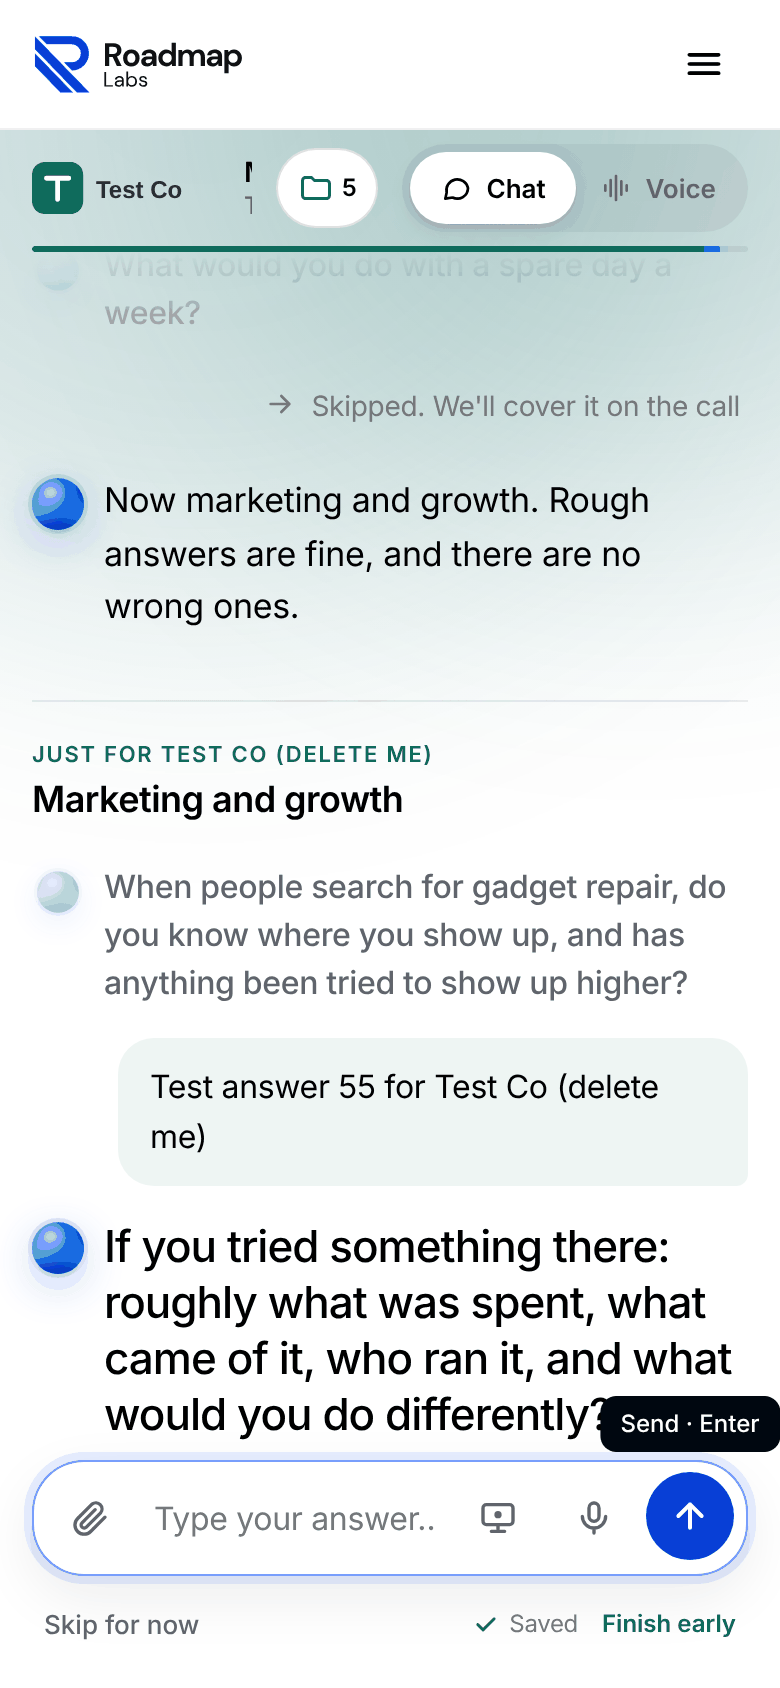 Roadmap
Labs
Test Co
5
Chat
Voice
What would you do with a spare day a
week?
Skipped. We'll cover it on the call
Now marketing and growth. Rough
answers are fine, and there are no
wrong ones.
JUST FOR TEST CO (DELETE ME)
Marketing and growth
When people search for gadget repair, do
you know where you show up, and has
anything been tried to show up higher?
Test answer 55 for Test Co (delete
me)
If you tried something there:
roughly what was spent, what
came of it, who ran it, and what
would you do differently?
Send · Enter
Type your answer..
Skip for now
Saved
Finish early